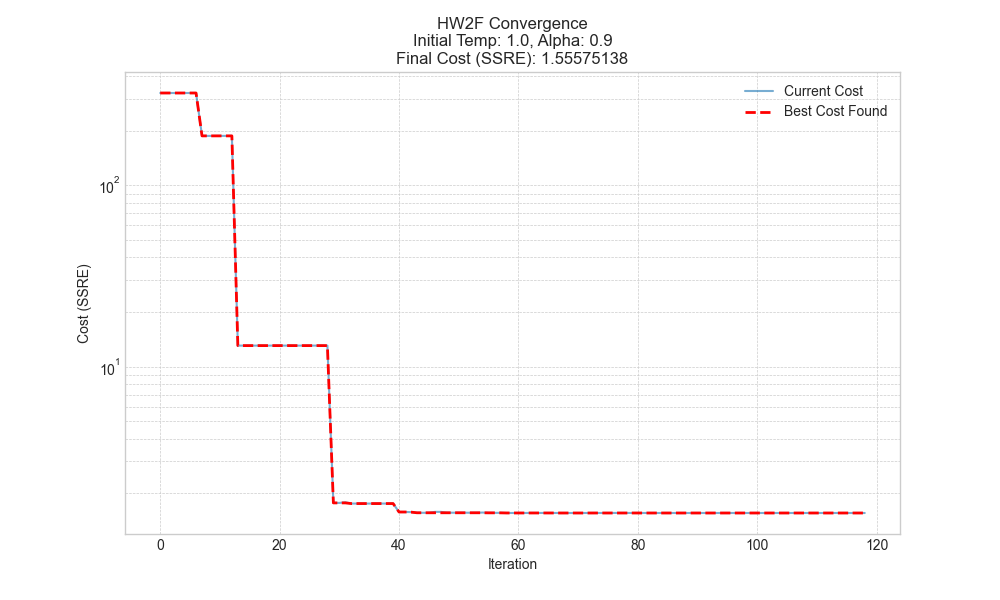 HW2F Convergence
Initial Temp: 1.0, Alpha: 0.9
Final Cost (SSRE): 1.55575138
Current Cost
Best Cost Found
10²
10¹
Cost (SSRE)
0 20 40 60 80 100 120
Iteration